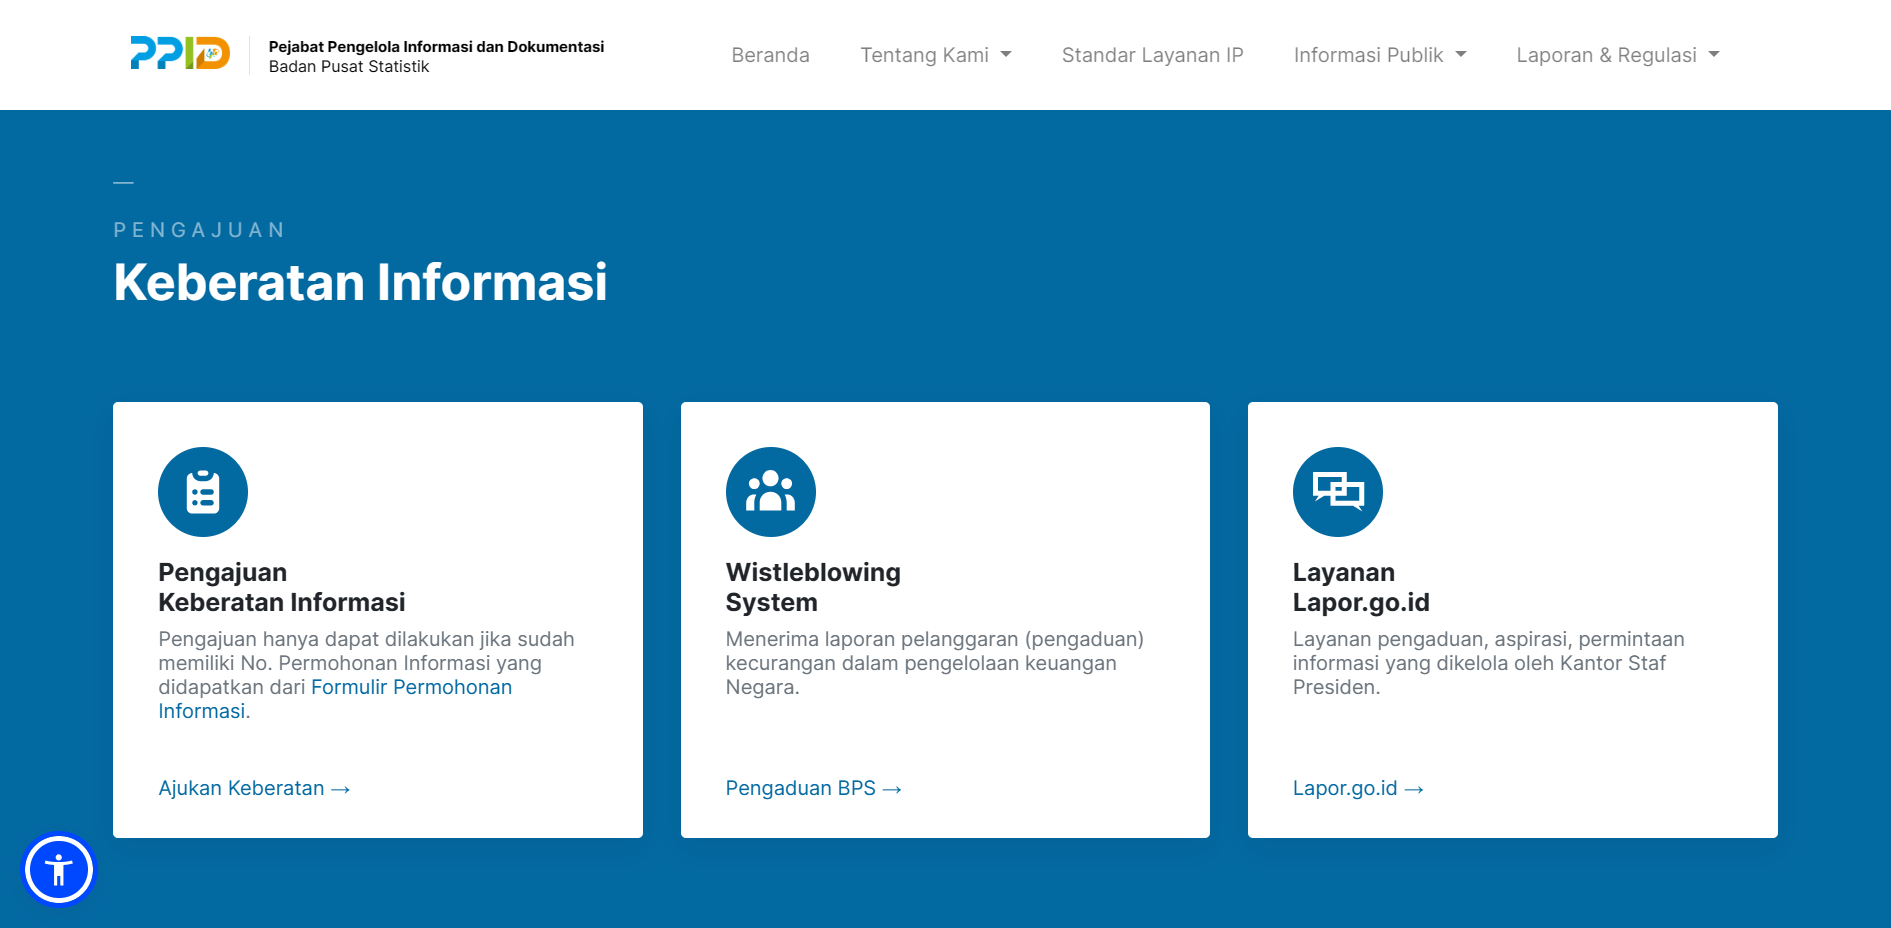 PPID
Pejabat Pengelola Informasi dan Dokumentasi
Badan Pusat Statistik
Beranda
Tentang Kami
Standar Layanan IP
Informasi Publik
Laporan & Regulasi
PENGAJUAN
Keberatan Informasi
Pengajuan
Keberatan Informasi
Pengajuan hanya dapat dilakukan jika sudah
memiliki No. Permohonan Informasi yang
didapatkan dari Formulir Permohonan
Informasi.
Ajukan Keberatan →
Wistleblowing
System
Menerima laporan pelanggaran (pengaduan)
kecurangan dalam pengelolaan keuangan
Negara.
Pengaduan BPS →
Layanan
Lapor.go.id
Layanan pengaduan, aspirasi, permintaan
informasi yang dikelola oleh Kantor Staf
Presiden.
Lapor.go.id →